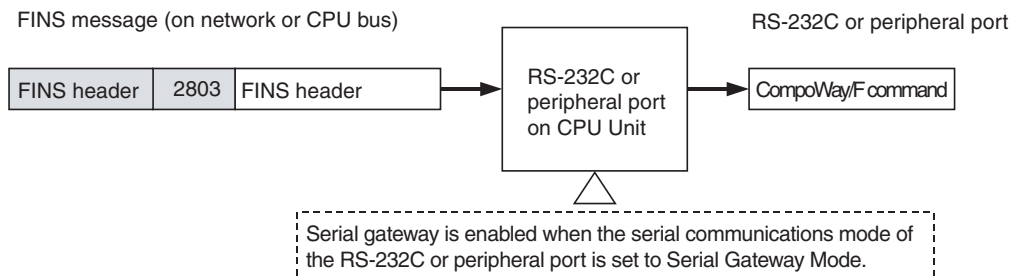 FINS message (on network or CPU bus)
RS-232C or peripheral port
FINS header 2803 FINS header
RS-232C or
peripheral port
on CPU Unit
CompoWay/F command
Serial gateway is enabled when the serial communications mode of
the RS-232C or peripheral port is set to Serial Gateway Mode.